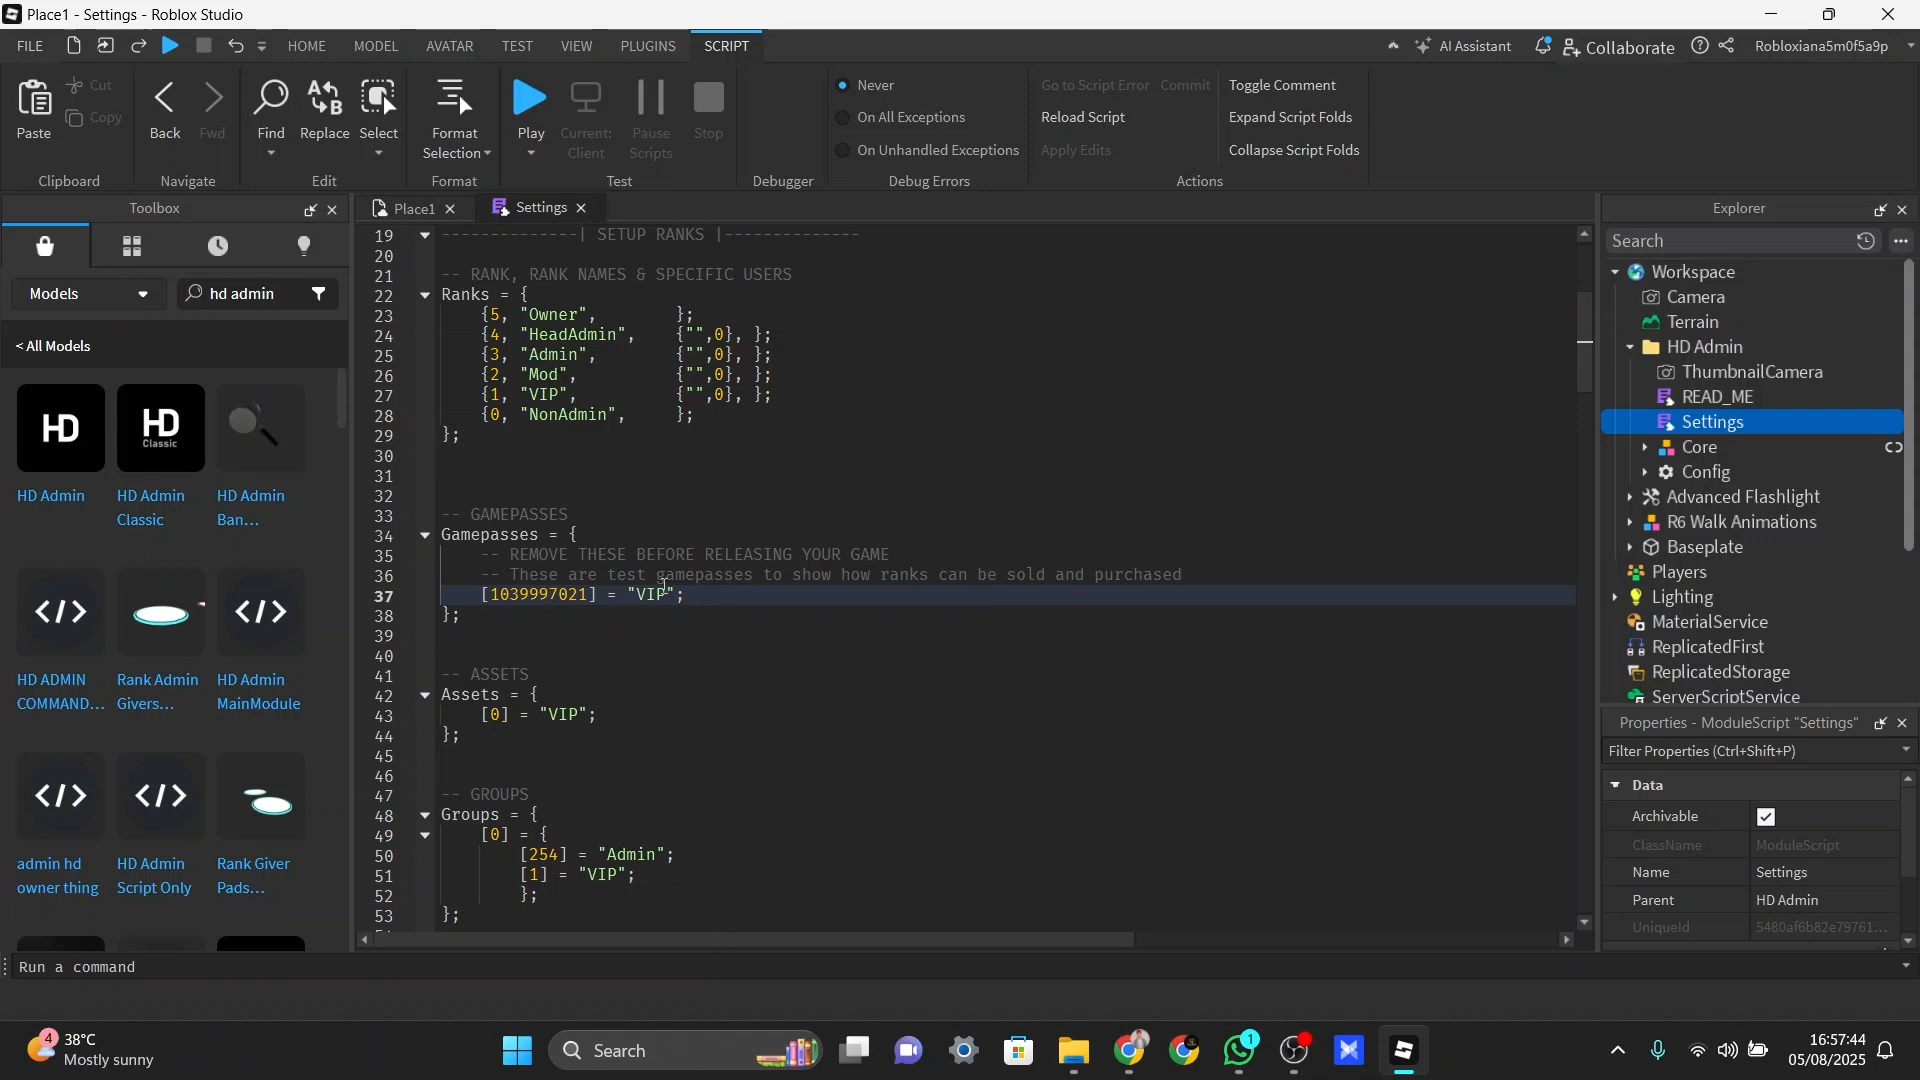 Place1 - Settings - Roblox Studio
FILE HOME MODEL AVATAR TEST VIEW PLUGINS SCRIPT AI Assistant Collaborate Robloxiana5m0f5a9p
Paste Cut Copy Back Fwd Find Replace Select Format Selection Play Current: Client Pause Scripts Stop
Never
On All Exceptions
On Unhandled Exceptions
Go to Script Error Commit
Reload Script
Apply Edits
Toggle Comment
Expand Script Folds
Collapse Script Folds
Clipboard Navigate Edit Format Test Debugger Debug Errors Actions
Toolbox
Models hd admin
< All Models
HD Admin
HD Classic
HD Admin
HD Admin Classic
HD Admin Ban...
HD ADMIN COMMAND...
Rank Admin Givers...
HD Admin MainModule
admin hd owner thing
HD Admin Script Only
Rank Giver Pads...
Place1 Settings
19 --------------| SETUP RANKS |--------------
20
21 -- RANK, RANK NAMES & SPECIFIC USERS
22 Ranks = {
23 {5, "Owner", };
24 {4, "HeadAdmin", {"",0}, };
25 {3, "Admin", {"",0}, };
26 {2, "Mod", {"",0}, };
27 {1, "VIP", {"",0}, };
28 {0, "NonAdmin", };
29 };
30
31
32
33 -- GAMEPASSES
34 Gamepasses = {
35 -- REMOVE THESE BEFORE RELEASING YOUR GAME
36 -- These are test gamepasses to show how ranks can be sold and purchased
37 [1039997021] = "VIP";
38 };
39
40
41 -- ASSETS
42 Assets = {
43 [0] = "VIP";
44 };
45
46
47 -- GROUPS
48 Groups = {
49 [0] = {
50 [254] = "Admin";
51 [1] = "VIP";
52 };
53 };
Explorer
Search
Workspace
Camera
Terrain
HD Admin
ThumbnailCamera
READ_ME
Settings
Core
Config
Advanced Flashlight
R6 Walk Animations
Baseplate
Players
Lighting
MaterialService
ReplicatedFirst
ReplicatedStorage
ServerScriptService
Properties - ModuleScript "Settings"
Filter Properties (Ctrl+Shift+P)
Data
Archivable
ClassName ModuleScript
Name Settings
Parent HD Admin
UniqueId 5480af6b82e79761...
Run a command
4 38°C
Mostly sunny
Search
1
16:57:44
05/08/2025